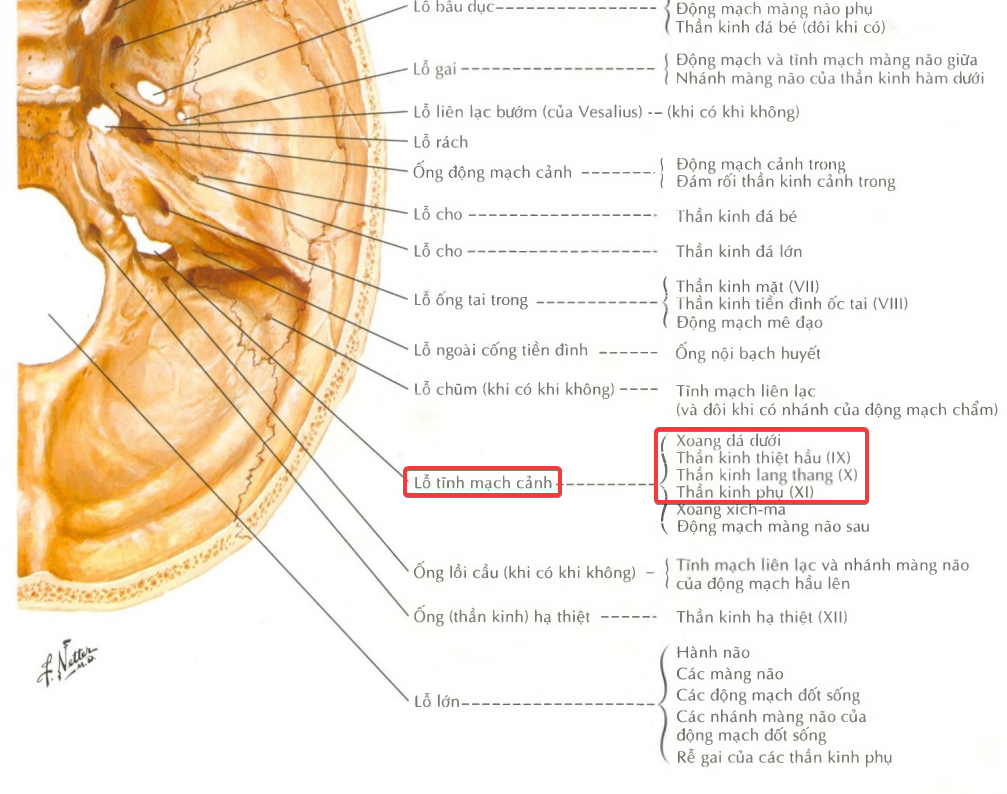 Lỗ bầu dục
Động mạch màng não phụ
Thần kinh đá bé (đôi khi có)
Lỗ gai
Động mạch và tĩnh mạch màng não giữa
Nhánh màng não của thần kinh hàm dưới
Lỗ liên lạc bướm (của Vesalius) -- (khi có khi không)
Lỗ rách
Ống động mạch cảnh
Động mạch cảnh trong
Đám rối thần kinh cảnh trong
Lỗ cho
Thần kinh đá bé
Lỗ cho
Thần kinh đá lớn
Lỗ ống tai trong
Thần kinh mặt (VII)
Thần kinh tiền đình ốc tai (VIII)
Động mạch mê đạo
Lỗ ngoài cống tiền đình
Ống nội bạch huyết
Lỗ chũm (khi có khi không)
Tĩnh mạch liên lạc
(và đôi khi có nhánh của động mạch chẩm)
Lỗ tĩnh mạch cảnh
Xoang đá dưới
Thần kinh thiệt hầu (IX)
Thần kinh lang thang (X)
Thần kinh phụ (XI)
Xoang xích-ma
Động mạch màng não sau
Ống lồi cầu (khi có khi không)
Tĩnh mạch liên lạc và nhánh màng não
của động mạch hầu lên
Ống (thần kinh) hạ thiệt
Thần kinh hạ thiệt (XII)
Lỗ lớn
Hành não
Các màng não
Các động mạch đốt sống
Các nhánh màng não của
động mạch đốt sống
Rễ gai của các thần kinh phụ
F. Netter
M.D.